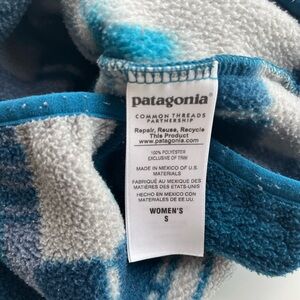 patagonia®
COMMON THREADS
PARTNERSHIP
Repair, Reuse, Recycle
This Product
www.patagonia.com
100% POLYESTER
EXCLUSIVE OF TRIM
MADE IN MEXICO OF U.S.
MATERIALS
FABRIQUÉ AU MEXIQUE DES
MATIÈRES DES ÉTATS-UNIS
HECHO EN MÉXICO CON
MATERIALES DE EE.UU.
WOMEN'S
S